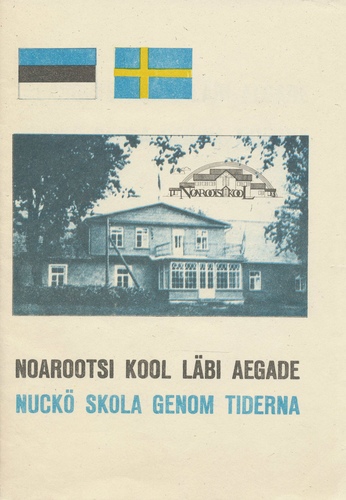 NOAROOTSI KOOL
NOAROOTSI KOOL LÄBI AEGADE
NUCKÖ SKOLA GENOM TIDERNA